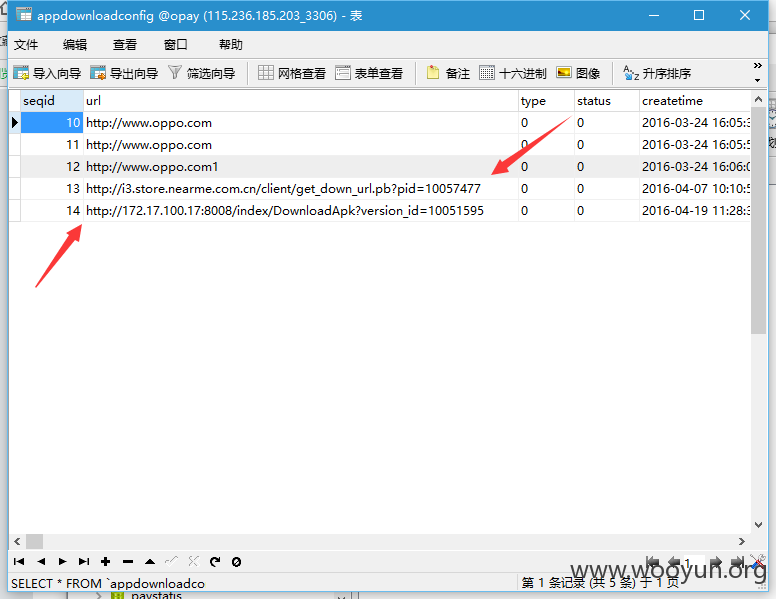 appdownloadconfig @opay (115.236.185.203_3306) - 表
文件 编辑 查看 窗口 帮助
导入向导 导出向导 筛选向导 网格查看 表单查看 备注 十六进制 图像 升序排序
seqid url type status createtime
10 http://www.oppo.com 0 0 2016-03-24 16:05:3
11 http://www.oppo.com 0 0 2016-03-24 16:05:5
12 http://www.oppo.com1 0 0 2016-03-24 16:06:0
13 http://i3.store.nearme.com.cn/client/get_down_url.pb?pid=10057477 0 0 2016-04-07 10:10:5
14 http://172.17.100.17:8008/index/DownloadApk?version_id=10051595 0 0 2016-04-19 11:28:3
1
www.wooyun.org
SELECT * FROM `appdownloadco 第 1 条记录 (共 5 条) 于 1 页
paystatis